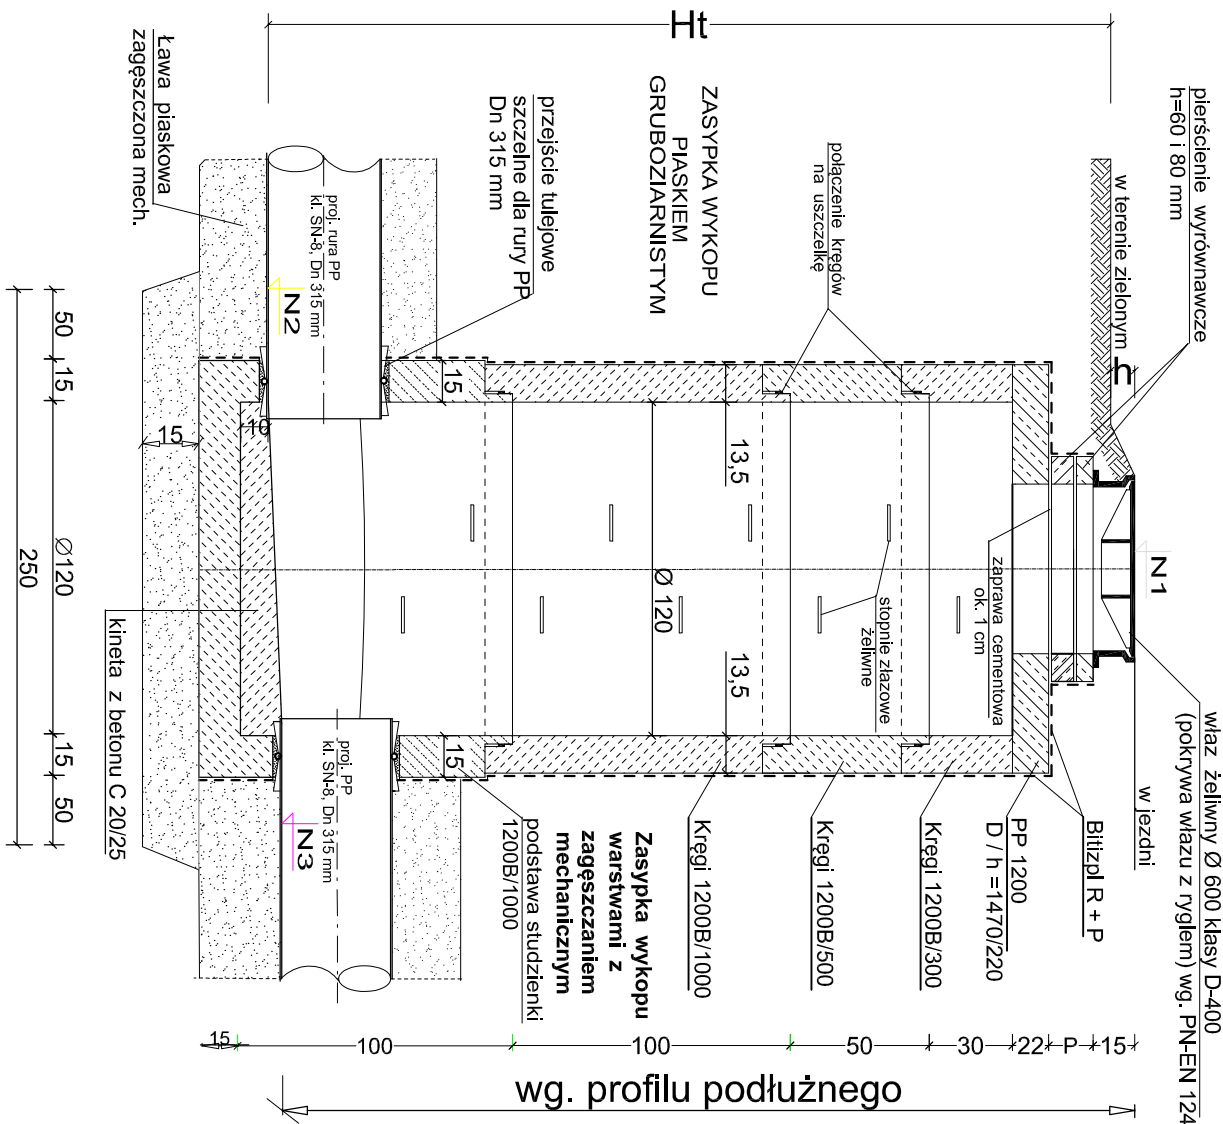 Ht
ZASYPKA WYKOPU
PIASKIEM
GRUBOZIARNISTYM
pierścienie wyrównawcze
h=60 i 80 mm
w terenie zielonym
h
połączenie kręgów
na uszczelkę
przejście tulejowe
szczelne dla rury PP
Dn 315 mm
Ława piaskowa
zagęszczona mech.
proj. rura PP
kl. SN-8, Dn 315 mm
N2
50
15
Ø120
15
50
250
15
10
15
13,5
Ø 120
13,5
15
stopnie złazowe
żeliwne
zaprawa cementowa
ok. 1 cm
N1
właz żeliwny Ø 600 klasy D-400
(pokrywa włazu z ryglem) wg. PN-EN 124
w jezdni
Bitizpl R + P
PP 1200
D / h =1470/220
Kręgi 1200B/300
Kręgi 1200B/500
Kręgi 1200B/1000
Zasypka wykopu
warstwami z
zagęszczaniem
mechanicznym
podstawa studzienki
1200B/1000
proj. PP
kl. SN-8, Dn 315 mm
N3
kineta z betonu C 20/25
15
100
100
50
30
22
P
15
wg. profilu podłużnego